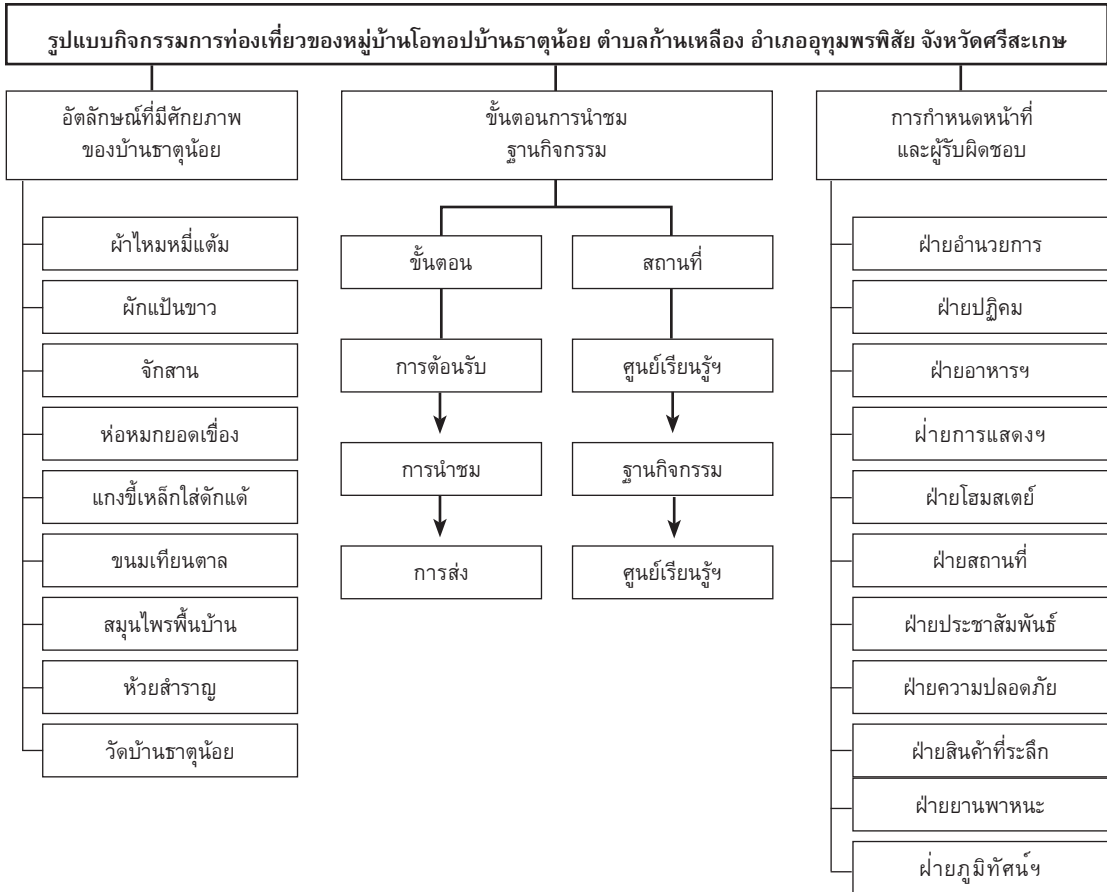 รูปแบบกิจกรรมการท่องเที่ยวของหมู่บ้านโอทอปบ้านธาตุน้อย ตำบลก้านเหลือง อำเภออุทุมพรพิสัย จังหวัดศรีสะเกษ
อัตลักษณ์ที่มีศักยภาพ
ของบ้านธาตุน้อย
ผ้าไหมหมี่แต้ม
ผักแป้นขาว
จักสาน
ห่อหมกยอดเขื่อง
แกงขี้เหล็กใส่ดักแด้
ขนมเทียนตาล
สมุนไพรพื้นบ้าน
ห้วยสำราญ
วัดบ้านธาตุน้อย
ขั้นตอนการนำชม
ฐานกิจกรรม
ขั้นตอน
การต้อนรับ
การนำชม
การส่ง
สถานที่
ศูนย์เรียนรู้ฯ
ฐานกิจกรรม
ศูนย์เรียนรู้ฯ
การกำหนดหน้าที่
และผู้รับผิดชอบ
ฝ่ายอำนวยการ
ฝ่ายปฏิคม
ฝ่ายอาหารฯ
ฝ่ายการแสดงฯ
ฝ่ายโฮมสเตย์
ฝ่ายสถานที่
ฝ่ายประชาสัมพันธ์
ฝ่ายความปลอดภัย
ฝ่ายสินค้าที่ระลึก
ฝ่ายยานพาหนะ
ฝ่ายภูมิทัศน์ฯ